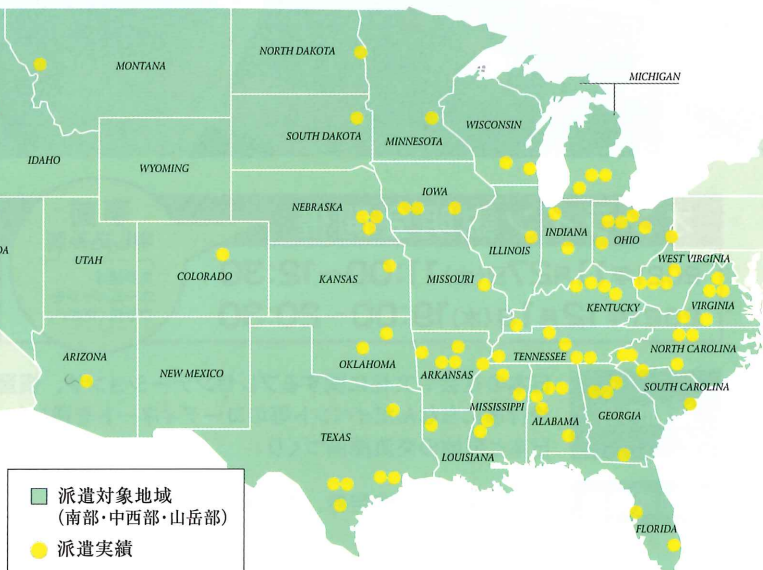 MICHIGAN
NORTH DAKOTA
MONTANA
WISCONSIN
SOUTH DAKOTA
MINNESOTA
IDAHO
WYOMING
IOWA
NEBRASKA
INDIANA
OHIO
DA
UTAH
ILLINOIS
WEST VIRGINIA
COLORADO
KANSAS
MISSOURI
KENTUCKY
VIRGINIA
NORTH CAROLINA
ARIZONA
NEW MEXICO
OKLAHOMA
ARKANSAS
TENNESSEE
SOUTH CAROLINA
MISSISSIPPI
ALABAMA
GEORGIA
TEXAS
LOUISIANA
FLORIDA
派遣対象地域
(南部・中西部・山岳部)
派遣実績